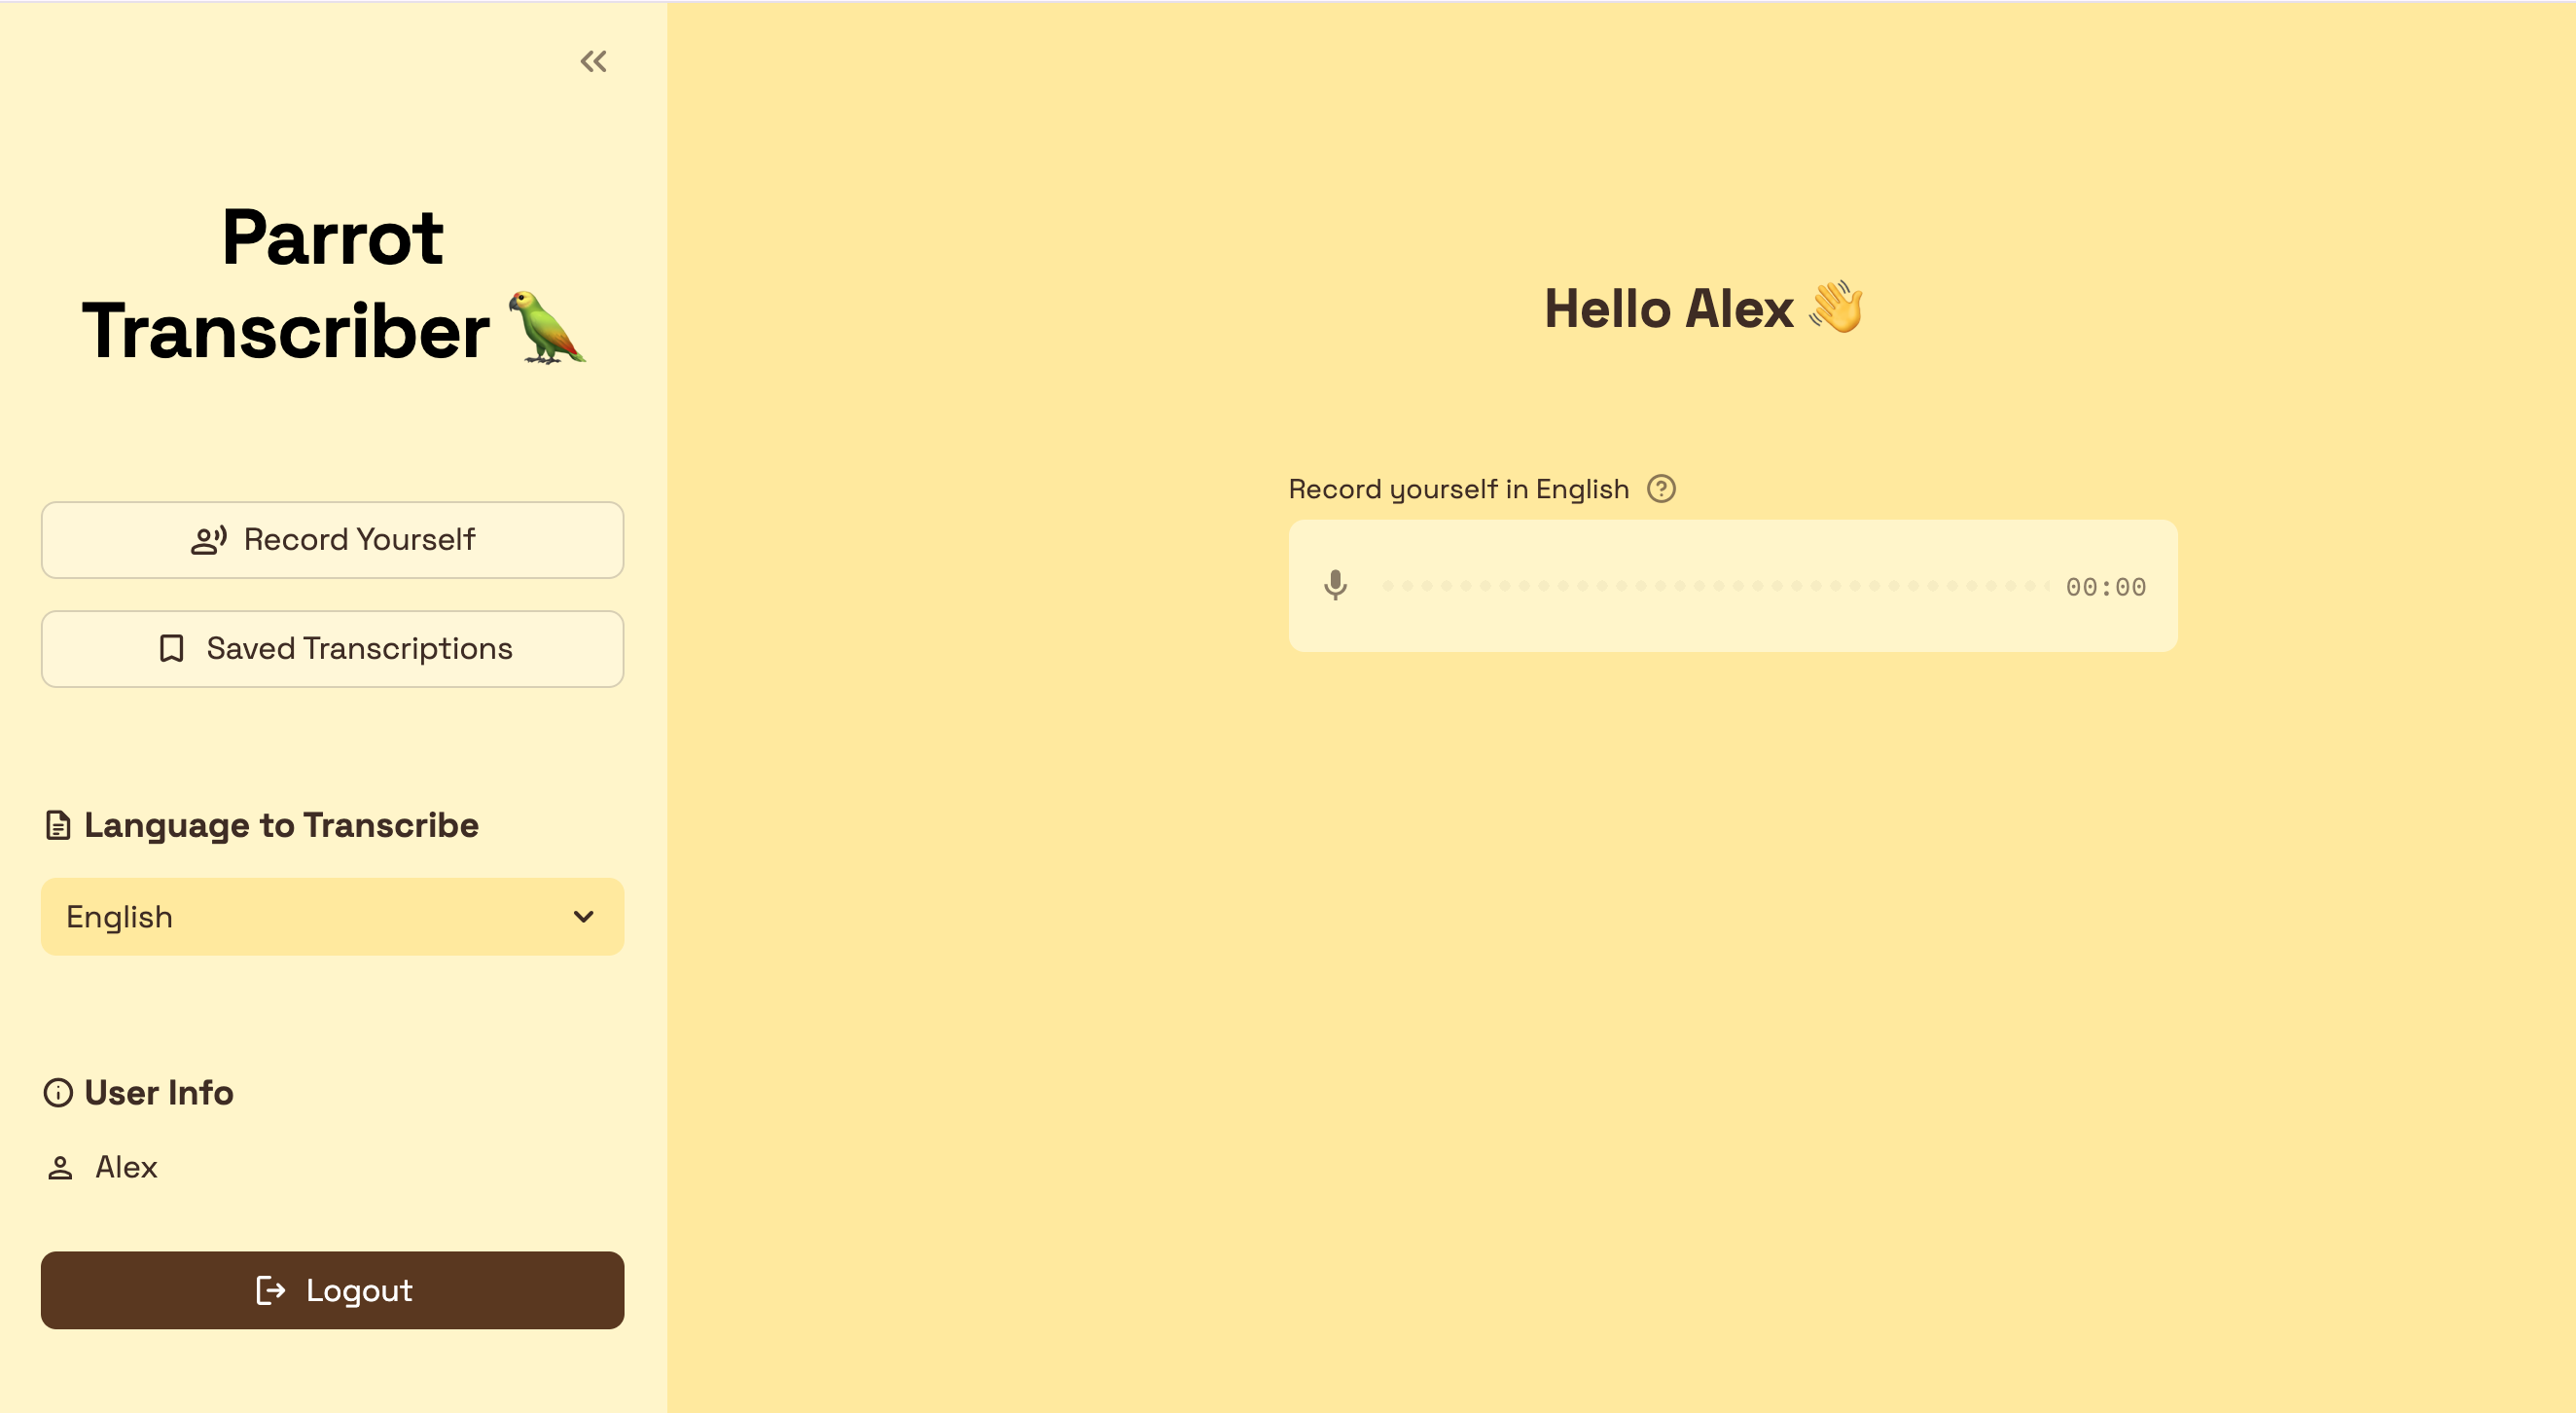 Parrot
Transcriber
Record Yourself
Saved Transcriptions
Language to Transcribe
English
User Info
Alex
Logout
Hello Alex
Record yourself in English
00:00